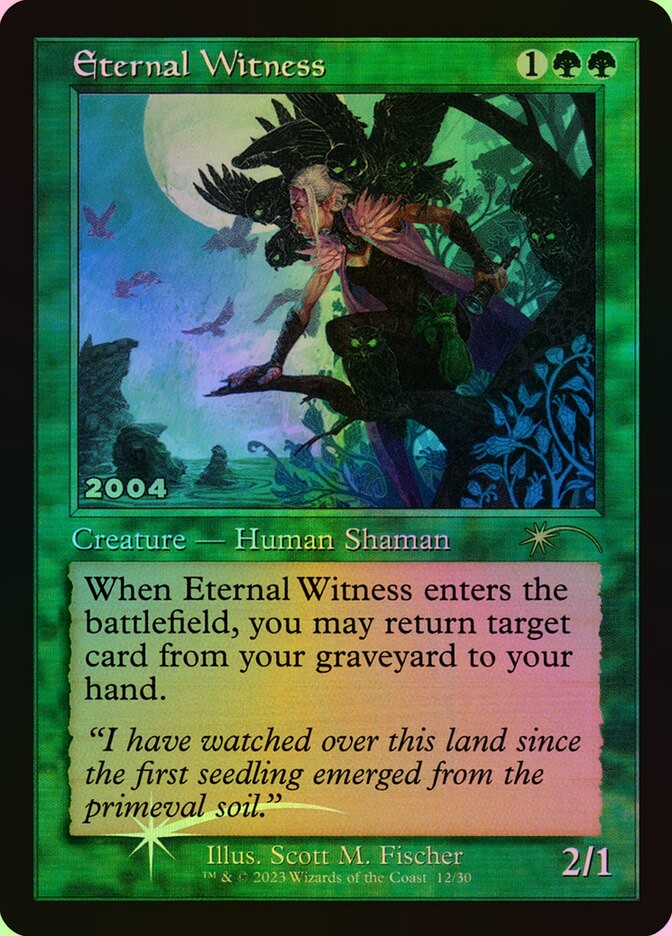 Eternal Witness 1
2004
Creature — Human Shaman
When Eternal Witness enters the
battlefield, you may return target
card from your graveyard to your
hand.
“I have watched over this land since
the first seedling emerged from the
primeval soil.”
Illus. Scott M. Fischer
™ & © 2023 Wizards of the Coast 12/30
2/1